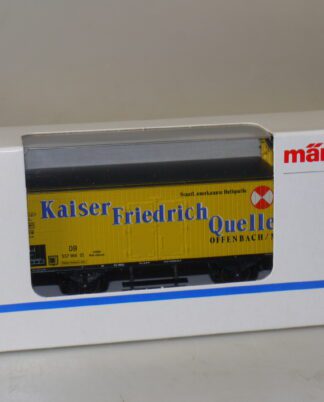 märk
Staatl. anerkannte Heilquelle
Kaiser
Friedrich
Quelle
OFFENBACH/
DB